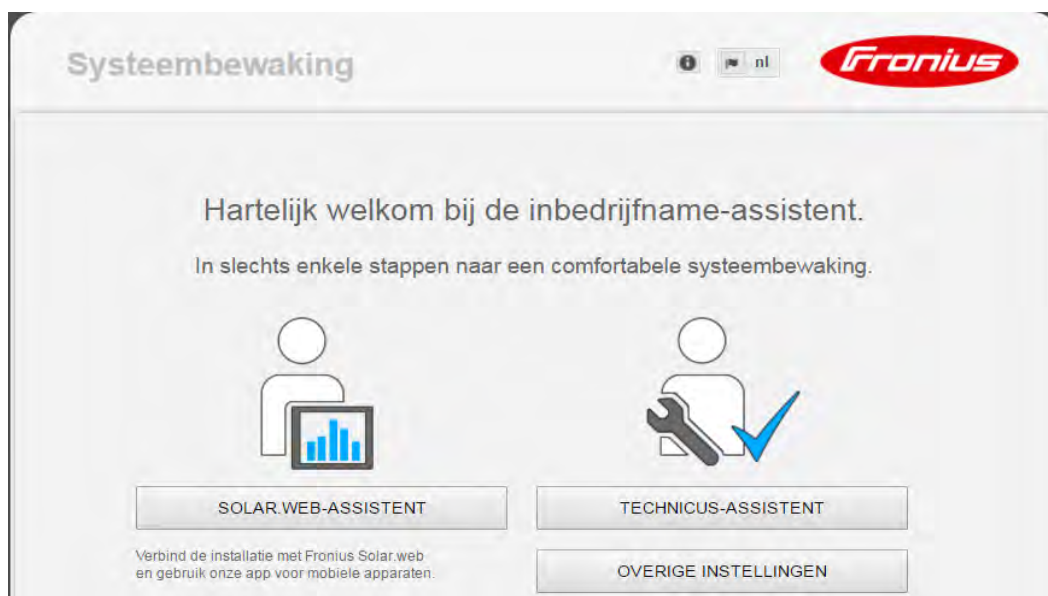 Systeembewaking
nl
Fronius
Hartelijk welkom bij de inbedrijfname-assistent.
In slechts enkele stappen naar een comfortabele systeembewaking.
SOLAR.WEB-ASSISTENT
TECHNICUS-ASSISTENT
Verbind de installatie met Fronius Solar.web
en gebruik onze app voor mobiele apparaten.
OVERIGE INSTELLINGEN